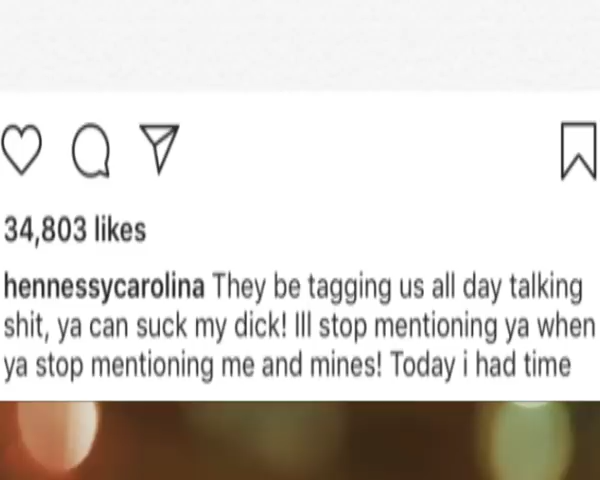 34,803 likes
hennessycarolina They be tagging us all day talking
shit, ya can suck my dick! Ill stop mentioning ya when
ya stop mentioning me and mines! Today i had time